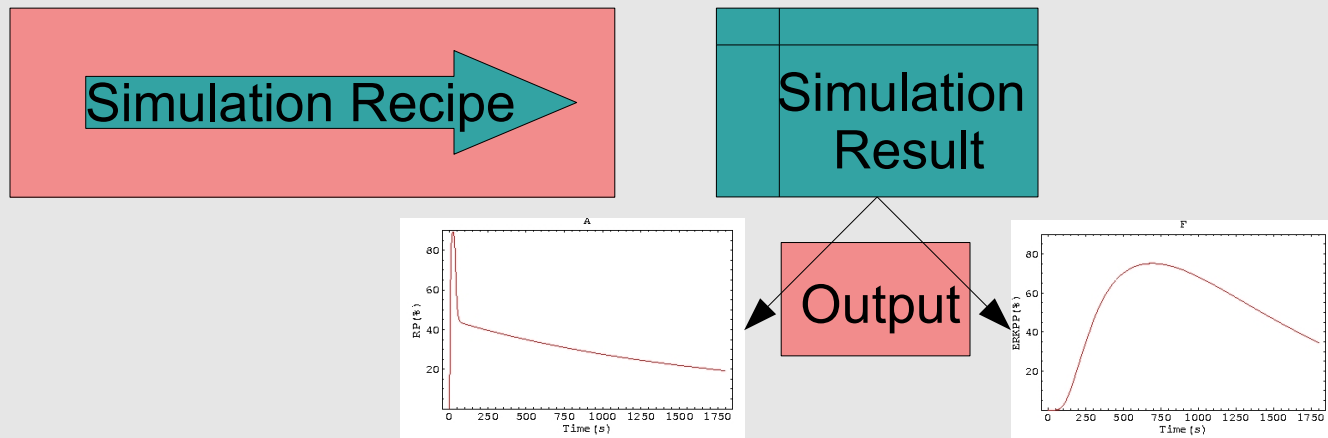 Simulation Recipe
Simulation
Result
Output
A
80
60
40
20
RP(%)
0 250 500 750 1000 1250 1500 1750
Time(s)
F
80
60
40
20
ERKPP(%)
0 250 500 750 1000 1250 1500 1750
Time(s)